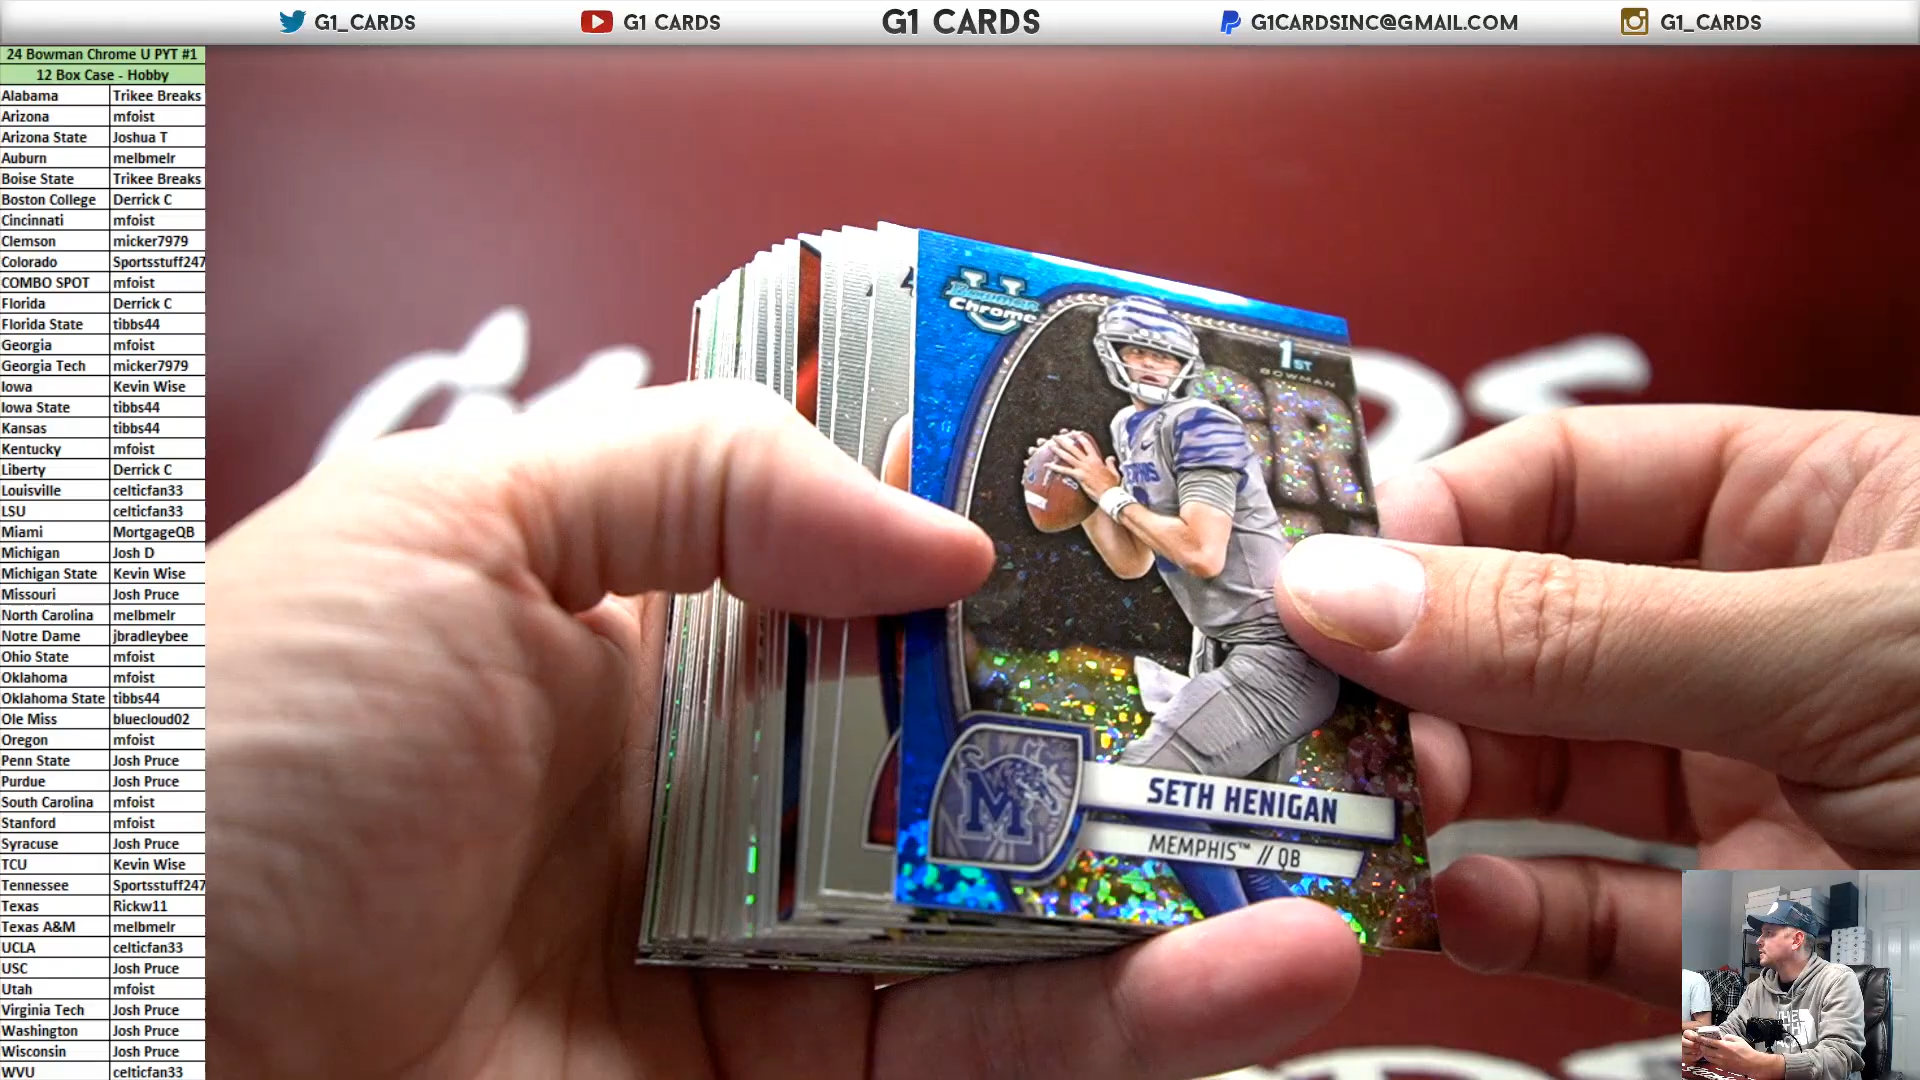 G1_CARDS
G1 CARDS
G1 CARDS
G1CARDSINC@GMAIL.COM
G1_CARDS
24 Bowman Chrome U PYT #1
12 Box Case - Hobby
Alabama Trikee Breaks
Arizona mfoist
Arizona State Joshua T
Auburn melbmelr
Boise State Trikee Breaks
Boston College Derrick C
Cincinnati mfoist
Clemson micker7979
Colorado Sportsstuff247
COMBO SPOT mfoist
Florida Derrick C
Florida State tibbs44
Georgia mfoist
Georgia Tech micker7979
Iowa Kevin Wise
Iowa State tibbs44
Kansas tibbs44
Kentucky mfoist
Liberty Derrick C
Louisville celticfan33
LSU celticfan33
Miami MortgageQB
Michigan Josh D
Michigan State Kevin Wise
Missouri Josh Pruce
North Carolina melbmelr
Notre Dame jbradleybee
Ohio State mfoist
Oklahoma mfoist
Oklahoma State tibbs44
Ole Miss bluecloud02
Oregon mfoist
Penn State Josh Pruce
Purdue Josh Pruce
South Carolina mfoist
Stanford mfoist
Syracuse Josh Pruce
TCU Kevin Wise
Tennessee Sportsstuff247
Texas Rickw11
Texas A&M melbmelr
UCLA celticfan33
USC Josh Pruce
Utah mfoist
Virginia Tech Josh Pruce
Washington Josh Pruce
Wisconsin Josh Pruce
WVU celticfan33
U
Bowman
Chrome
1ST
BOWMAN
M
SETH HENIGAN
MEMPHIS™ // QB